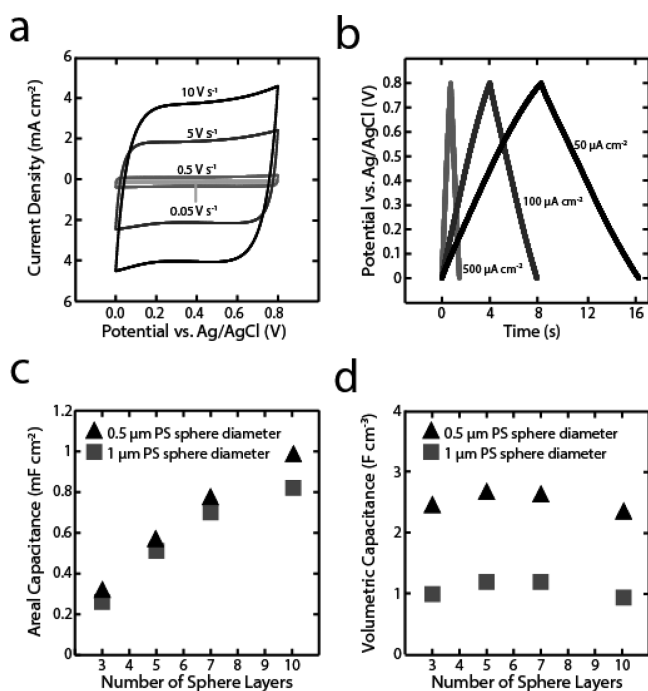 a
Current Density (mA cm²)
6
4
2
0
2
4
6
10 V s⁻¹
5 V s⁻¹
0.5 V s⁻¹
0.05 V s⁻¹
0.0 0.2 0.4 0.6 0.8
Potential vs. Ag/AgCl (V)
b
Potential vs. Ag/AgCl (V)
0.8
0.7
0.6
0.5
0.4
0.3
0.2
0.1
0
50 µA cm⁻²
100 µA cm⁻²
500 µA cm⁻²
0 4 8 12 16
Time (s)
c
Areal Capacitance (mF cm²)
1.2
1
0.8
0.6
0.4
0.2
0
0.5 µm PS sphere diameter
1 µm PS sphere diameter
3 4 5 6 7 8 9 10
Number of Sphere Layers
d
Volumetric Capacitance (F cm⁻³)
4
3
2
1
0
0.5 µm PS sphere diameter
1 µm PS sphere diameter
3 4 5 6 7 8 9 10
Number of Sphere Layers